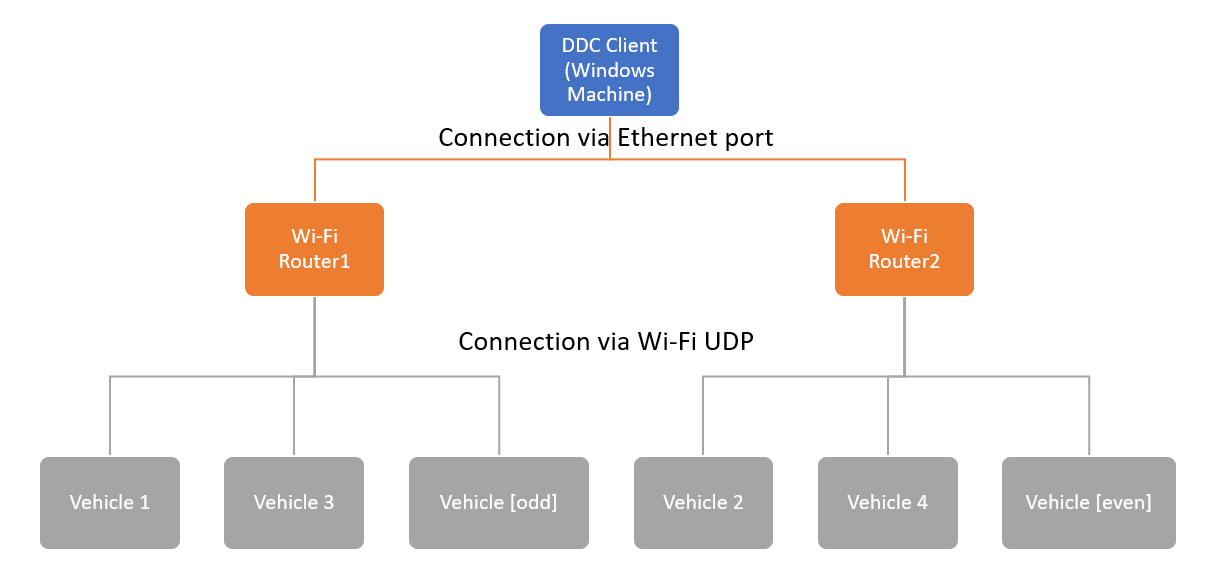 DDC Client
(Windows
Machine)
Connection via Ethernet port
Wi-Fi
Router1
Wi-Fi
Router2
Connection via Wi-Fi UDP
Vehicle 1
Vehicle 3
Vehicle [odd]
Vehicle 2
Vehicle 4
Vehicle [even]